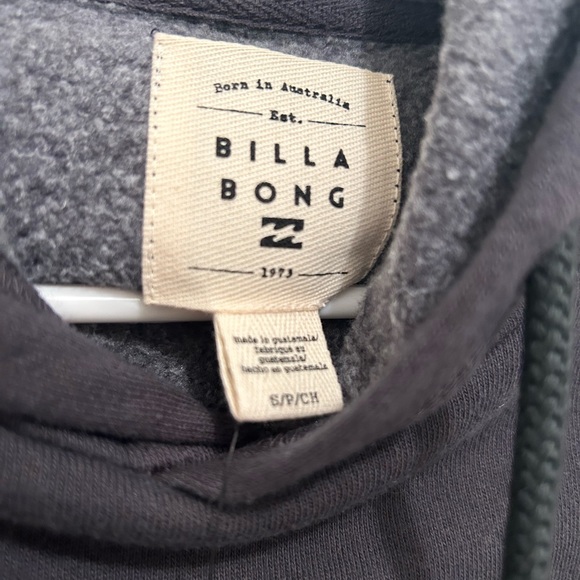 Born in Australia
Est.
BILLA
BONG
1973
made in guatemala/
fabriqué au
guatemala/
hecho en guatemala
S/P/CH